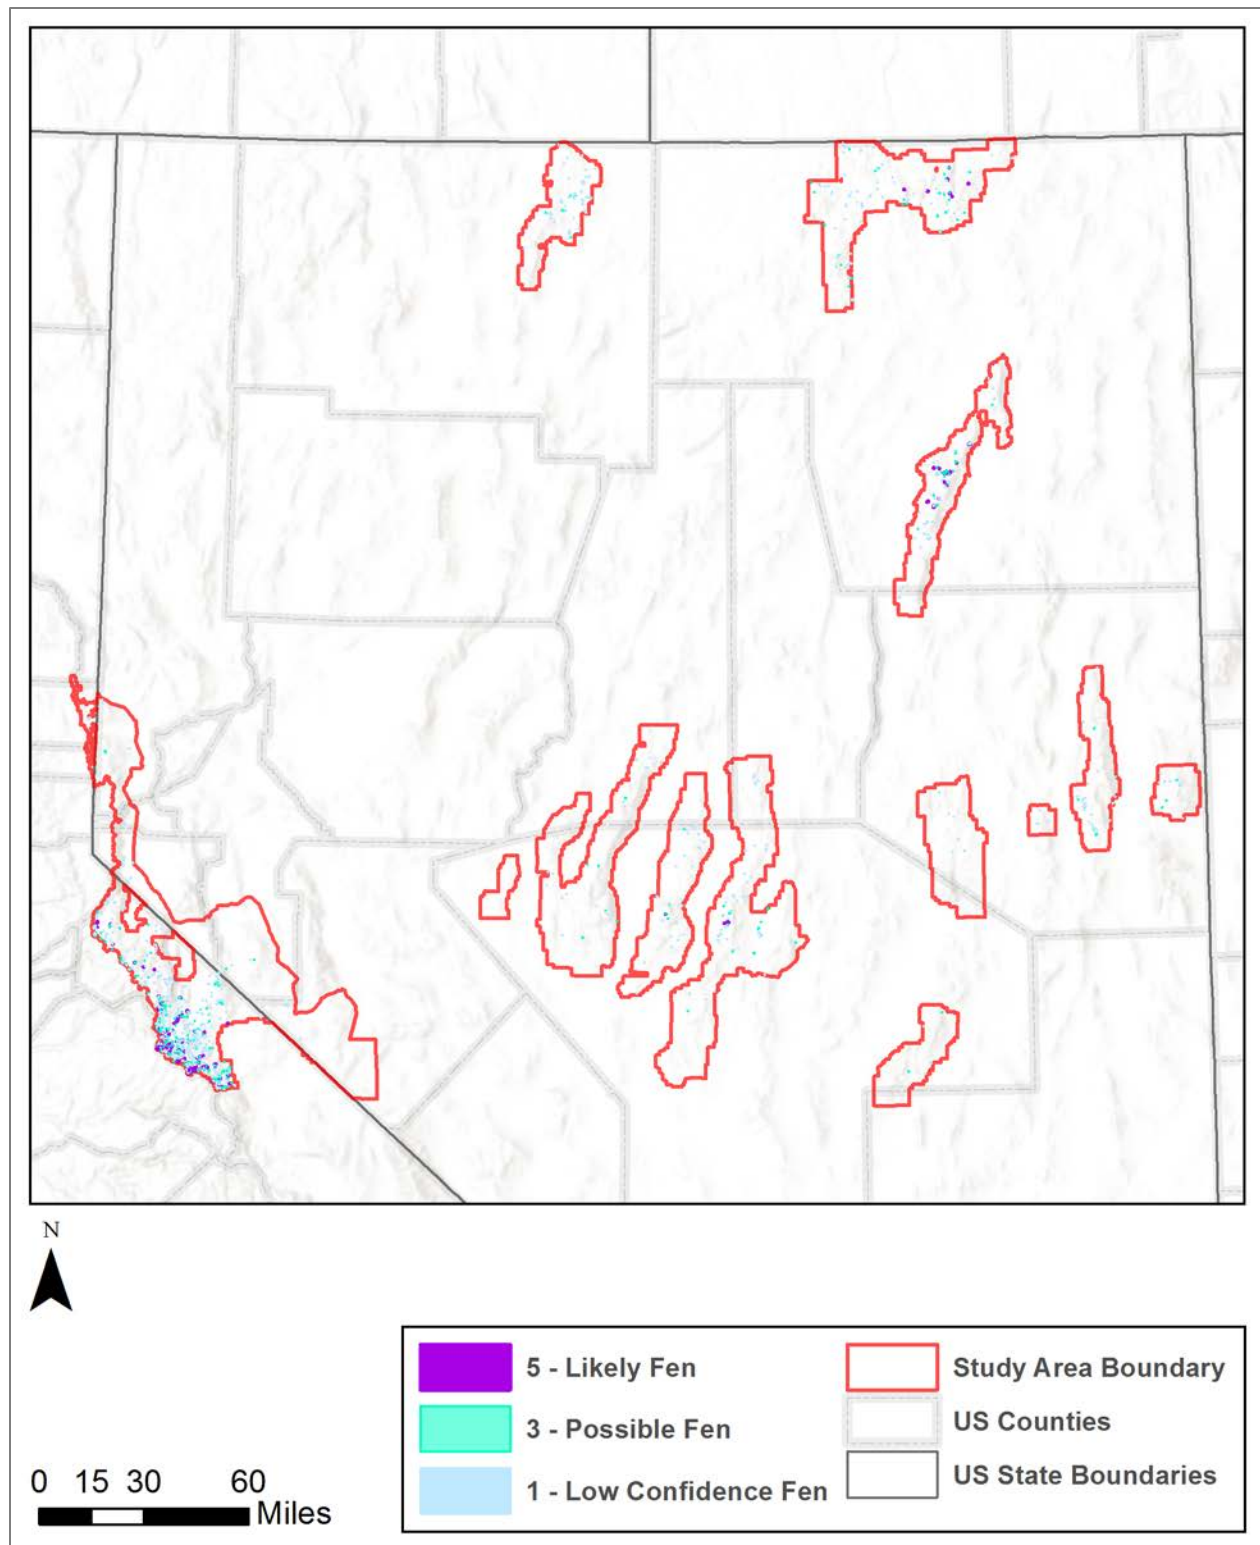 N
0 15 30 60
Miles
5 - Likely Fen
3 - Possible Fen
1 - Low Confidence Fen
Study Area Boundary
US Counties
US State Boundaries